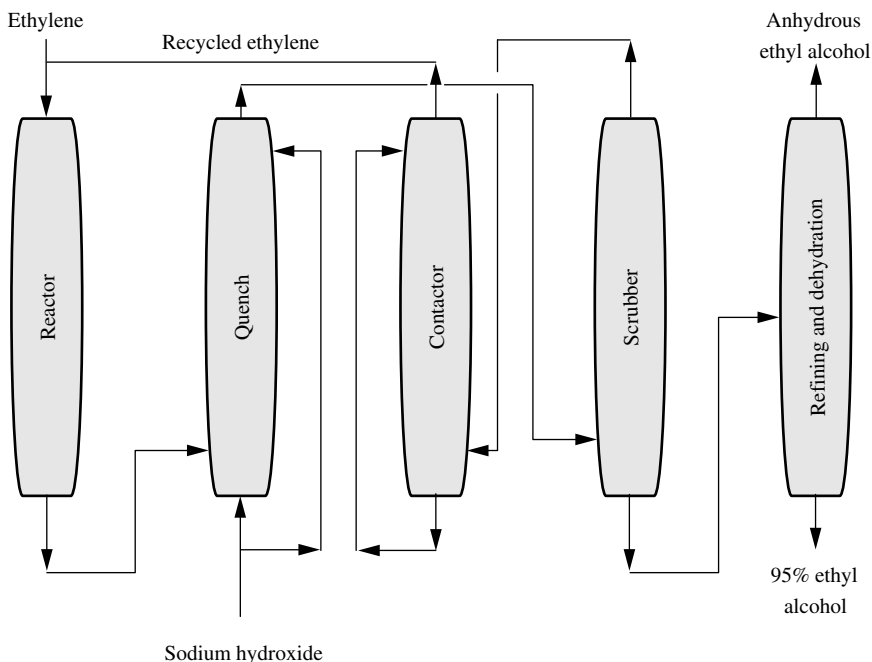 Ethylene
Recycled ethylene
Anhydrous
ethyl alcohol
Reactor
Quench
Contactor
Scrubber
Refining and dehydration
95% ethyl
alcohol
Sodium hydroxide